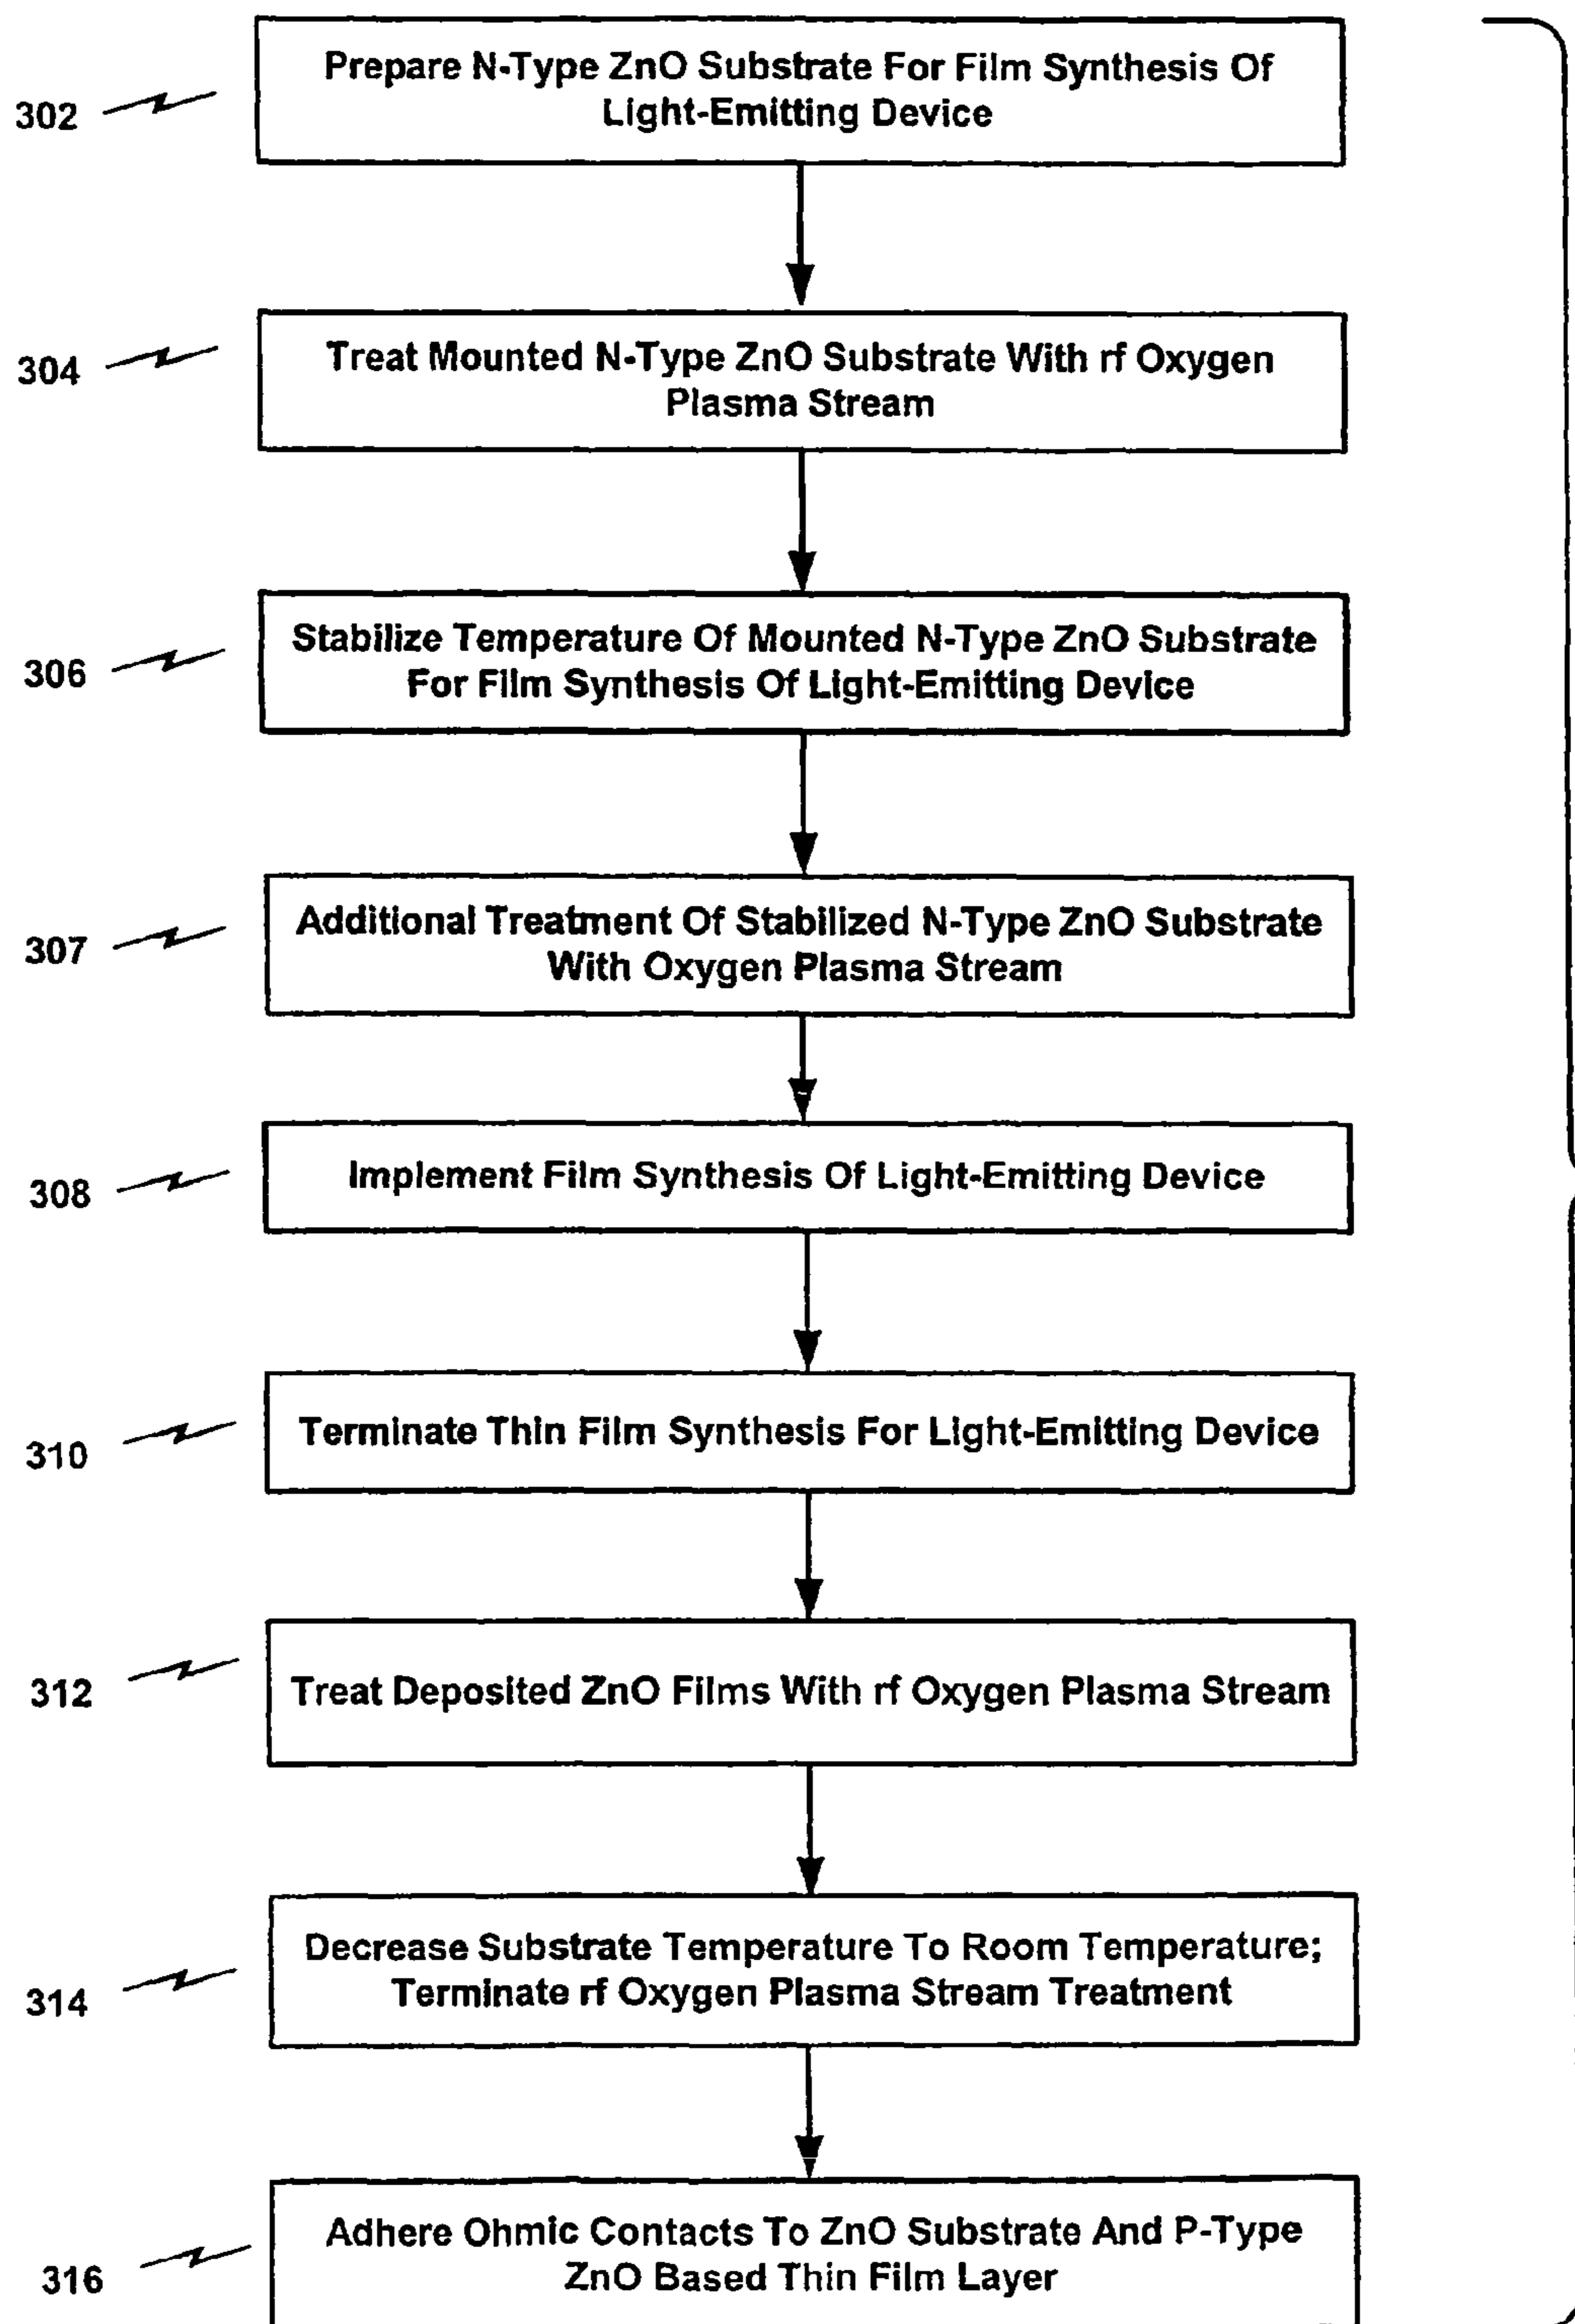 Prepare N-Type ZnO Substrate For Film Synthesis Of
Light-Emitting Device
302
Treat Mounted N-Type ZnO Substrate With rf Oxygen
Plasma Stream
304
Stabilize Temperature Of Mounted N-Type ZnO Substrate
For Film Synthesis Of Light-Emitting Device
306
Additional Treatment Of Stabilized N-Type ZnO Substrate
With Oxygen Plasma Stream
307
Implement Film Synthesis Of Light-Emitting Device
308
Terminate Thin Film Synthesis For Light-Emitting Device
310
Treat Deposited ZnO Films With rf Oxygen Plasma Stream
312
Decrease Substrate Temperature To Room Temperature;
Terminate rf Oxygen Plasma Stream Treatment
314
Adhere Ohmic Contacts To ZnO Substrate And P-Type
ZnO Based Thin Film Layer
316